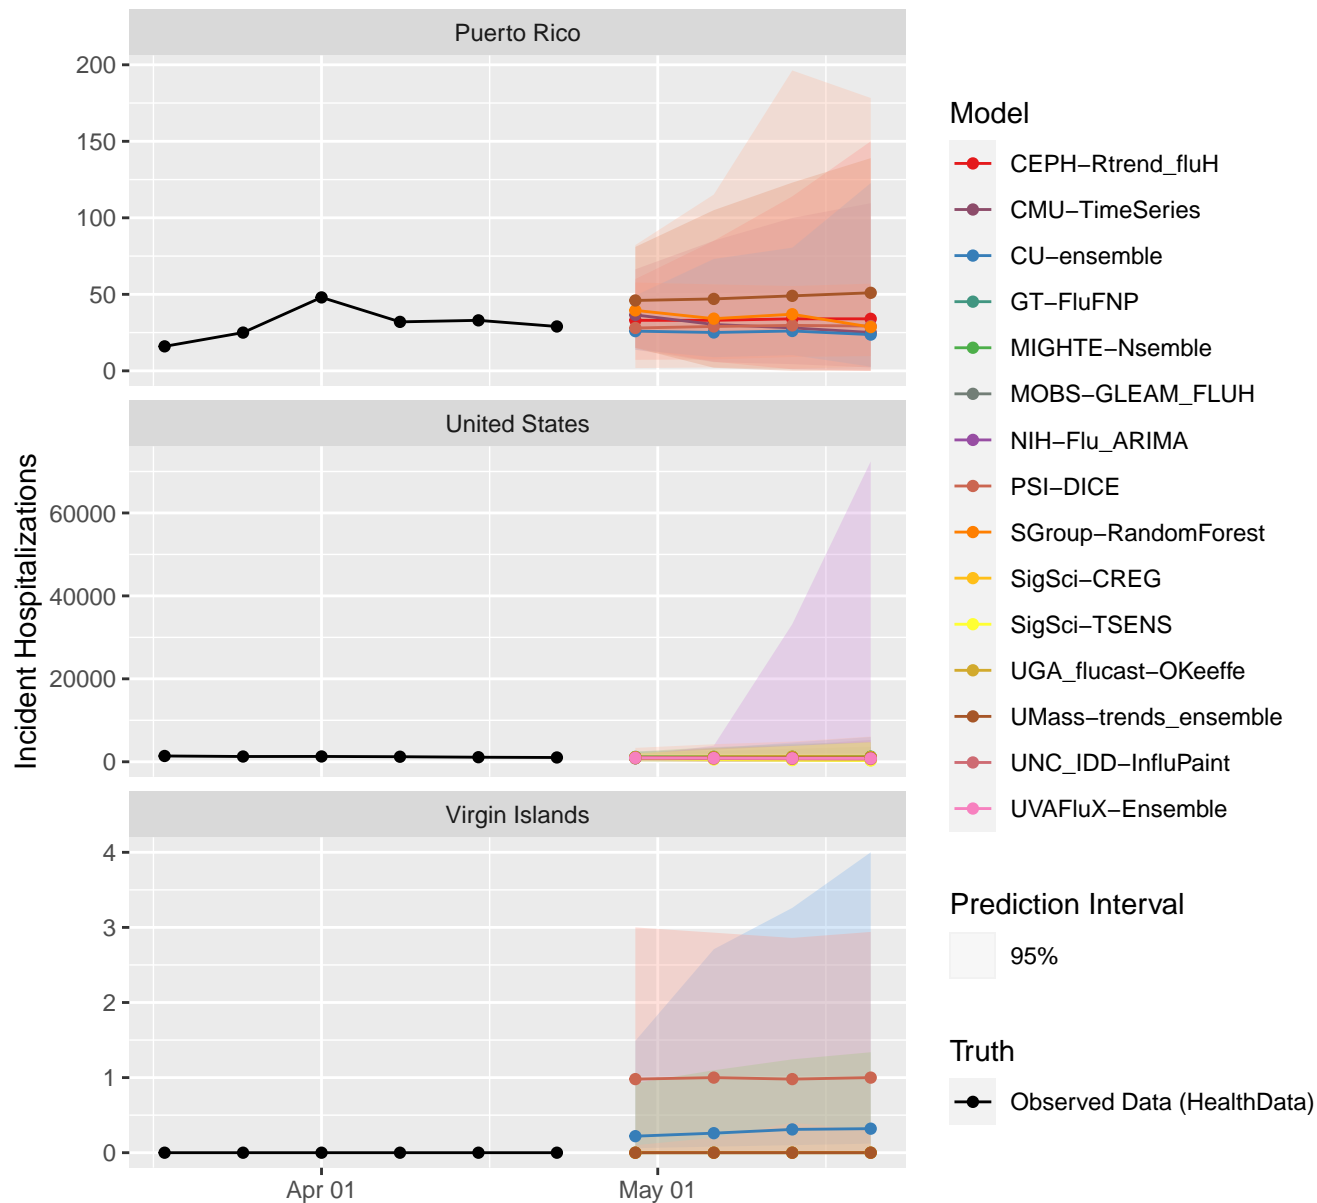 Puerto Rico
200
150
100
50
0
United States
60000
40000
20000
0
Virgin Islands
4
3
2
1
0
Apr 01
May 01
Incident Hospitalizations
Model
CEPH−Rtrend_fluH
CMU−TimeSeries
CU−ensemble
GT−FluFNP
MIGHTE−Nsemble
MOBS−GLEAM_FLUH
NIH−Flu_ARIMA
PSI−DICE
SGroup−RandomForest
SigSci−CREG
SigSci−TSENS
UGA_flucast−OKeeffe
UMass−trends_ensemble
UNC_IDD−InfluPaint
UVAFluX−Ensemble
Prediction Interval
95%
Truth
Observed Data (HealthData)